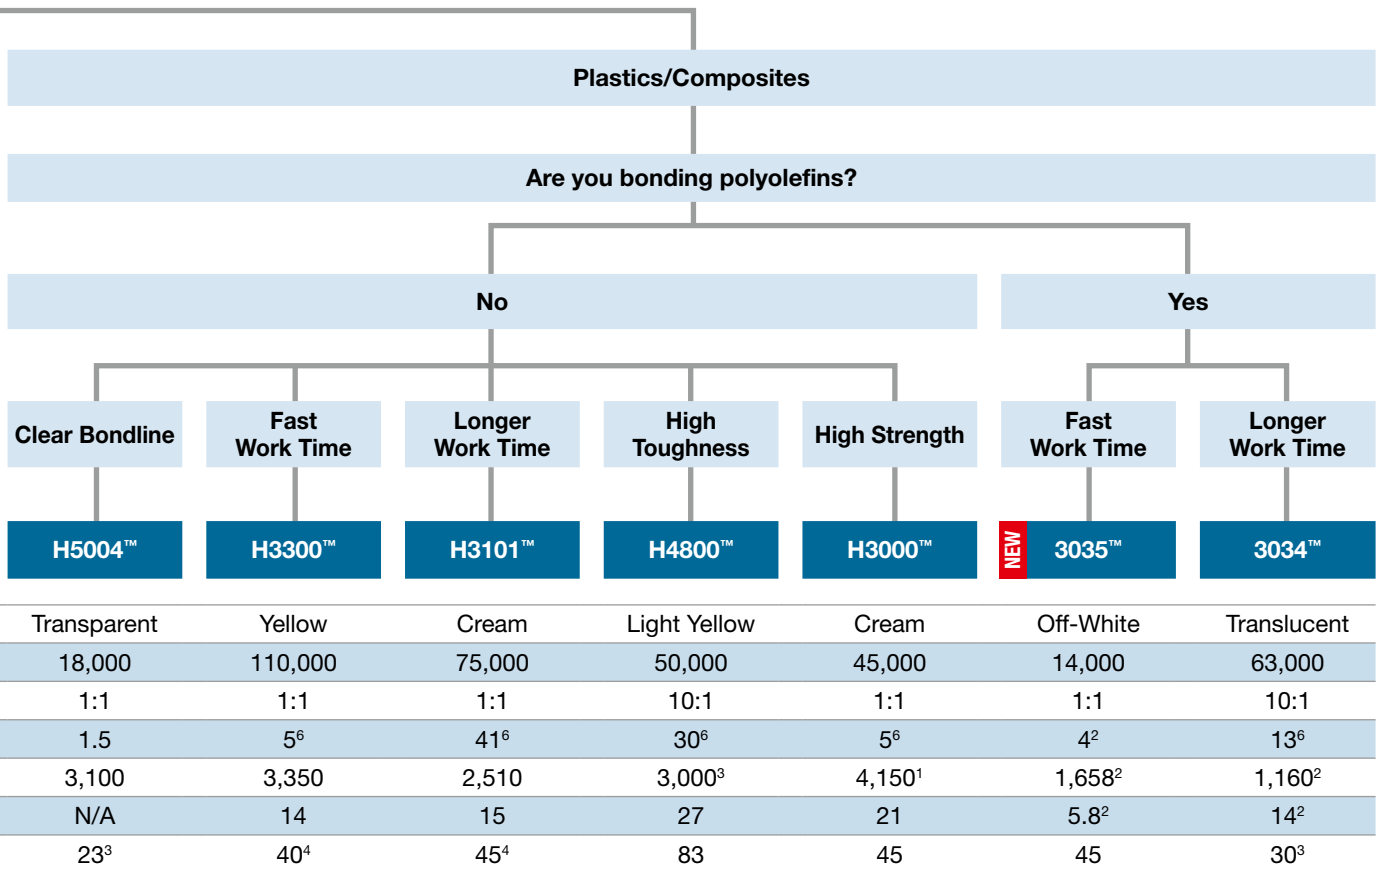 Plastics/Composites
Are you bonding polyolefins?
No Yes
Clear Bondline Fast Work Time Longer Work Time High Toughness High Strength Fast Work Time Longer Work Time
H5004™ H3300™ H3101™ H4800™ H3000™ NEW 3035™ 3034™
Transparent Yellow Cream Light Yellow Cream Off-White Translucent
18,000 110,000 75,000 50,000 45,000 14,000 63,000
1:1 1:1 1:1 10:1 1:1 1:1 10:1
1.5 5⁶ 41⁶ 30⁶ 5⁶ 4² 13⁶
3,100 3,350 2,510 3,000³ 4,150¹ 1,658² 1,160²
N/A 14 15 27 21 5.8² 14²
23³ 40⁴ 45⁴ 83 45 45 30³